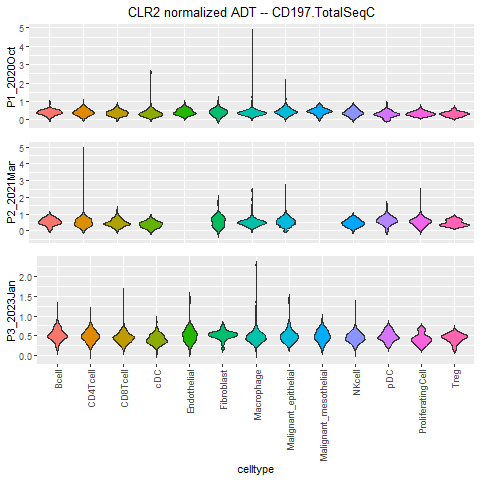 CLR2 normalized ADT -- CD197.TotalSeqC
P1_2020Oct
5
4
3
2
1
0
P2_2021Mar
5
4
3
2
1
0
P3_2023Jan
2.0
1.5
1.0
0.5
0.0
Bcell
CD4Tcell
CD8Tcell
cDC
Endothelial
Fibroblast
Macrophage
Malignant_epithelial
Malignant_mesothelial
NKcell
pDC
ProliferatingCell
Treg
celltype